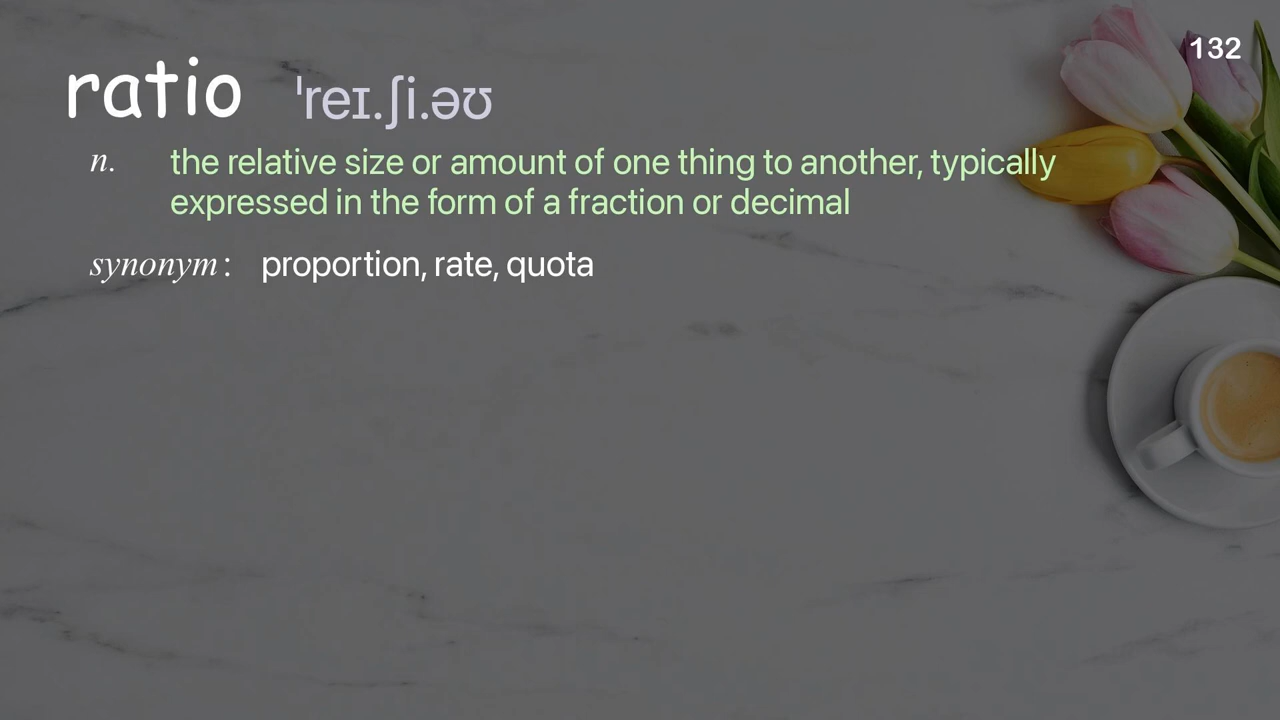 132
ratio ˈreɪ.ʃi.əʊ
n. the relative size or amount of one thing to another, typically
expressed in the form of a fraction or decimal
synonym: proportion, rate, quota